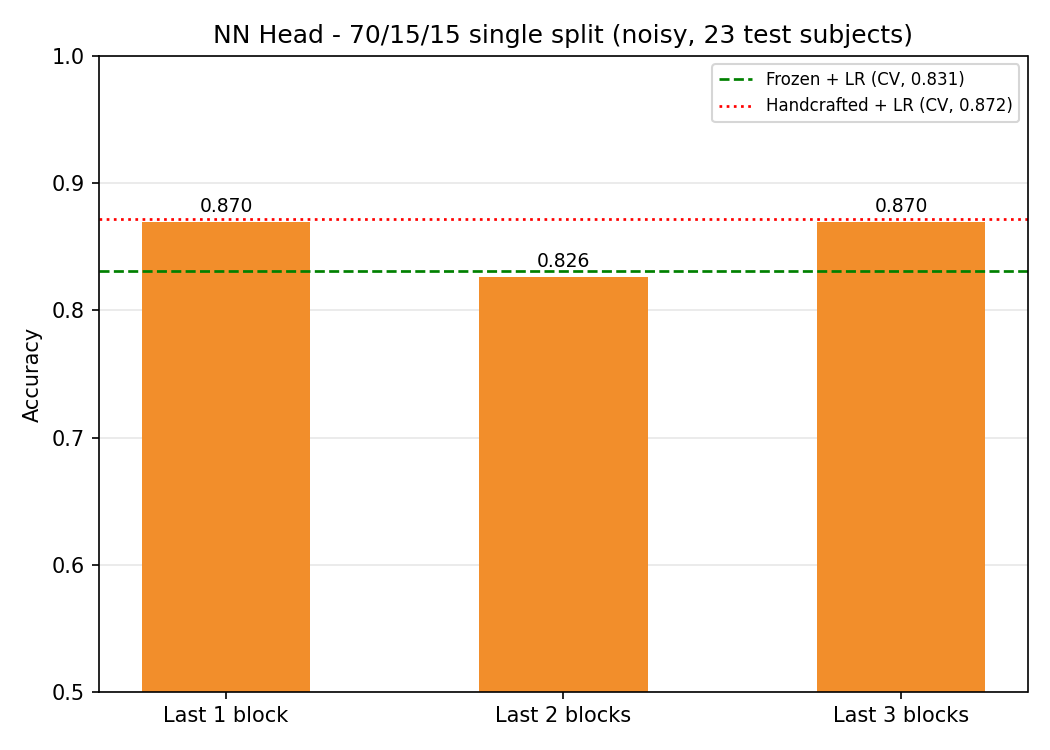 NN Head - 70/15/15 single split (noisy, 23 test subjects)
Frozen + LR (CV, 0.831)
Handcrafted + LR (CV, 0.872)
1.0
0.9
0.8
0.7
0.6
0.5
Accuracy
0.870
0.826
0.870
Last 1 block
Last 2 blocks
Last 3 blocks